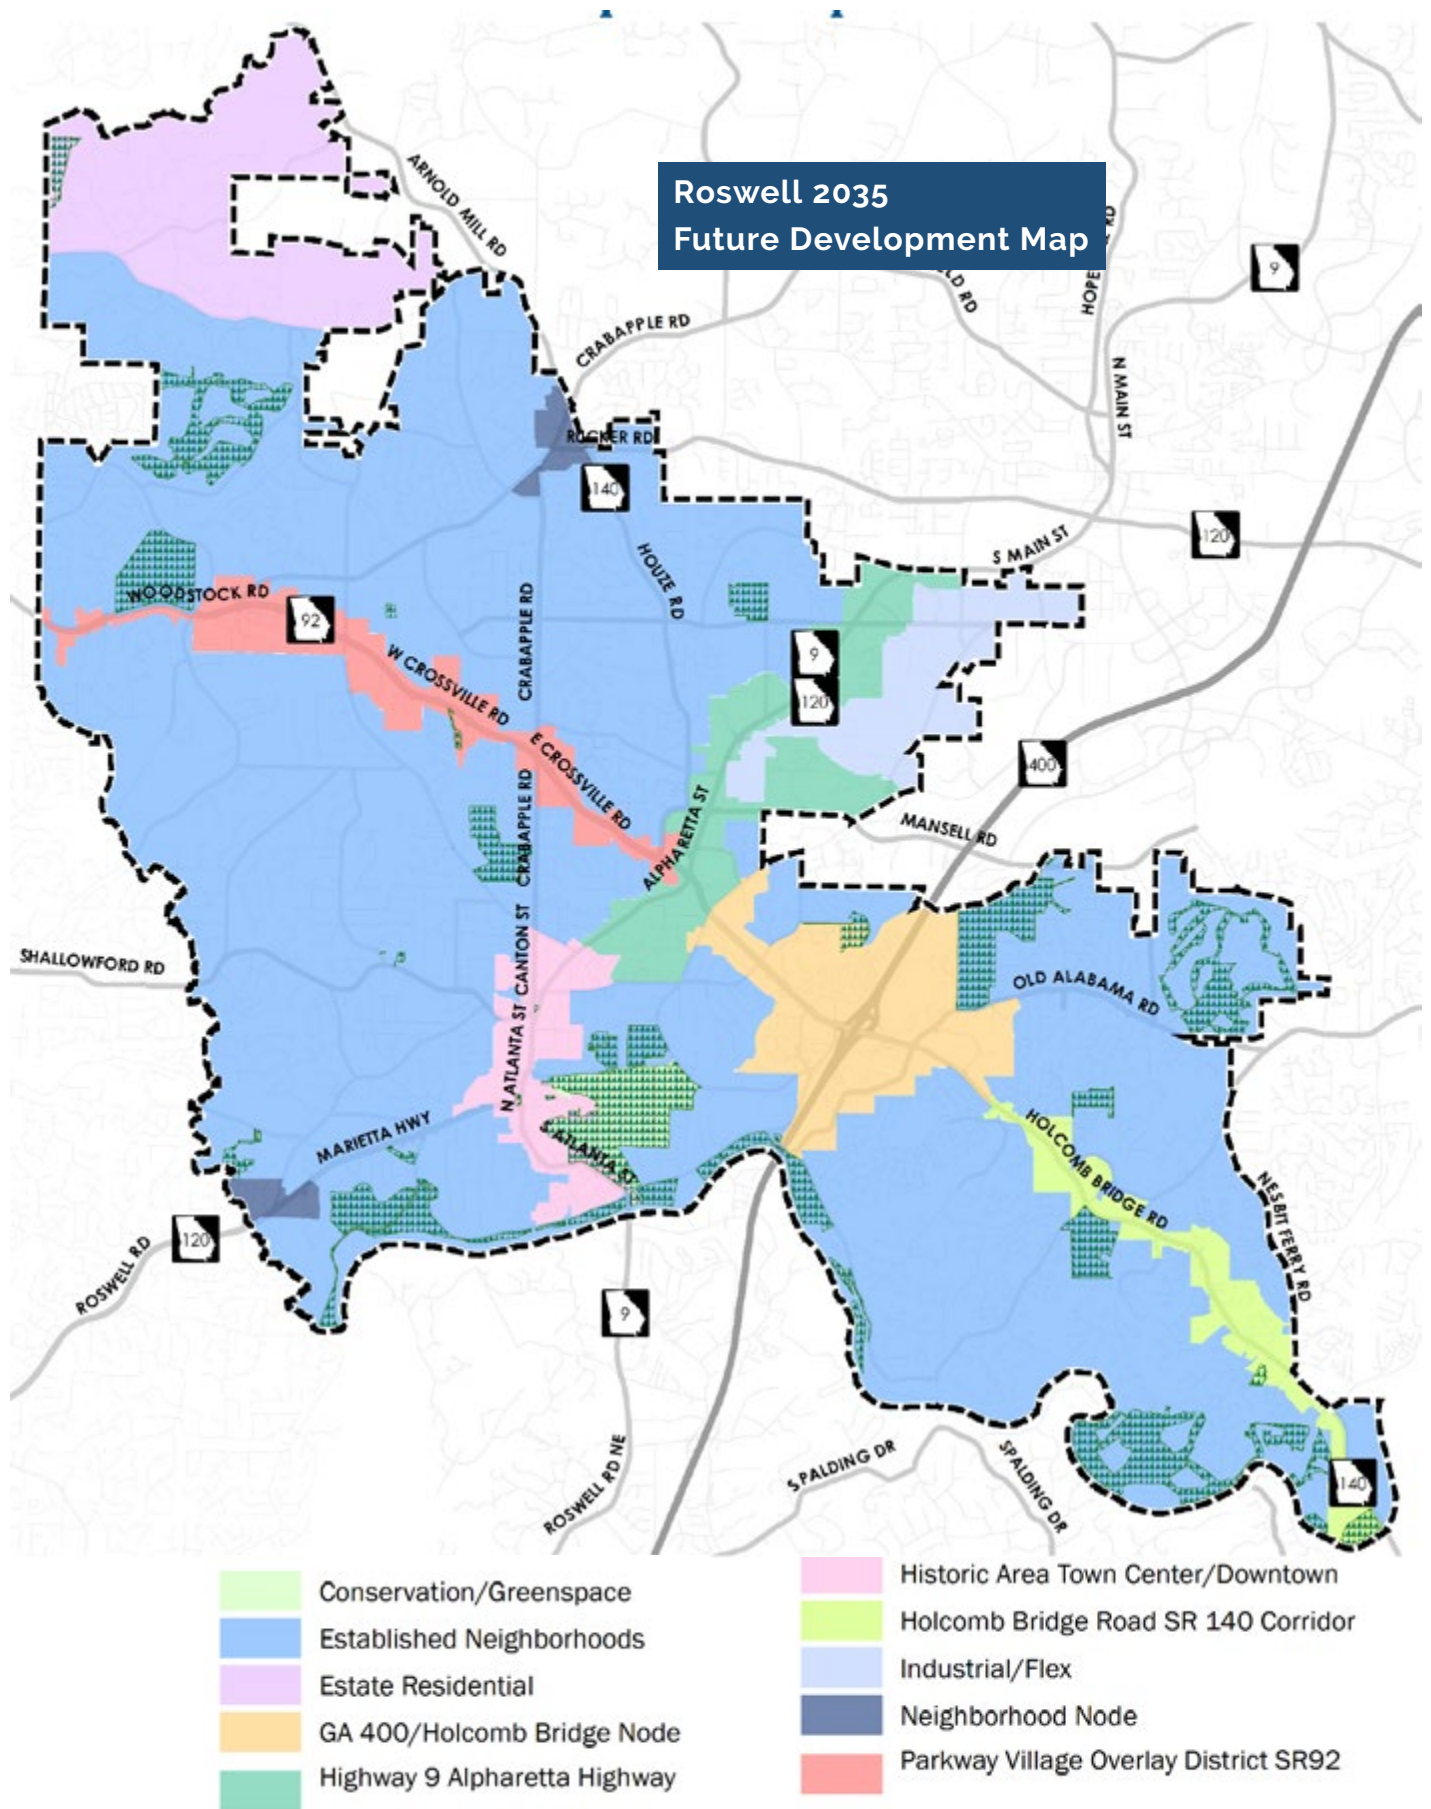 Roswell 2035
Future Development Map
ARNOLD MILL RD
CRABAPPLE RD
RD
RD
9
N MAIN ST
RUCKER RD
140
120
S MAIN ST
HOUZE RD
WOODSTOCK RD
92
CRABAPPLE RD
W CROSSVILLE RD
9
120
E CROSSVILLE RD
400
CRABAPPLE RD
ALPHARETTA ST
MANSELL RD
SHALLOWFORD RD
CANTON ST
OLD ALABAMA RD
N ATLANTA ST
MARIETTA HWY
S ATLANTA ST
HOLCOMB BRIDGE RD
NESBIT FERRY RD
120
ROSWELL RD
9
ROSWELL RD NE
S PALDING DR
SPALDING DR
140
Conservation/Greenspace
Established Neighborhoods
Estate Residential
GA 400/Holcomb Bridge Node
Highway 9 Alpharetta Highway
Historic Area Town Center/Downtown
Holcomb Bridge Road SR 140 Corridor
Industrial/Flex
Neighborhood Node
Parkway Village Overlay District SR92